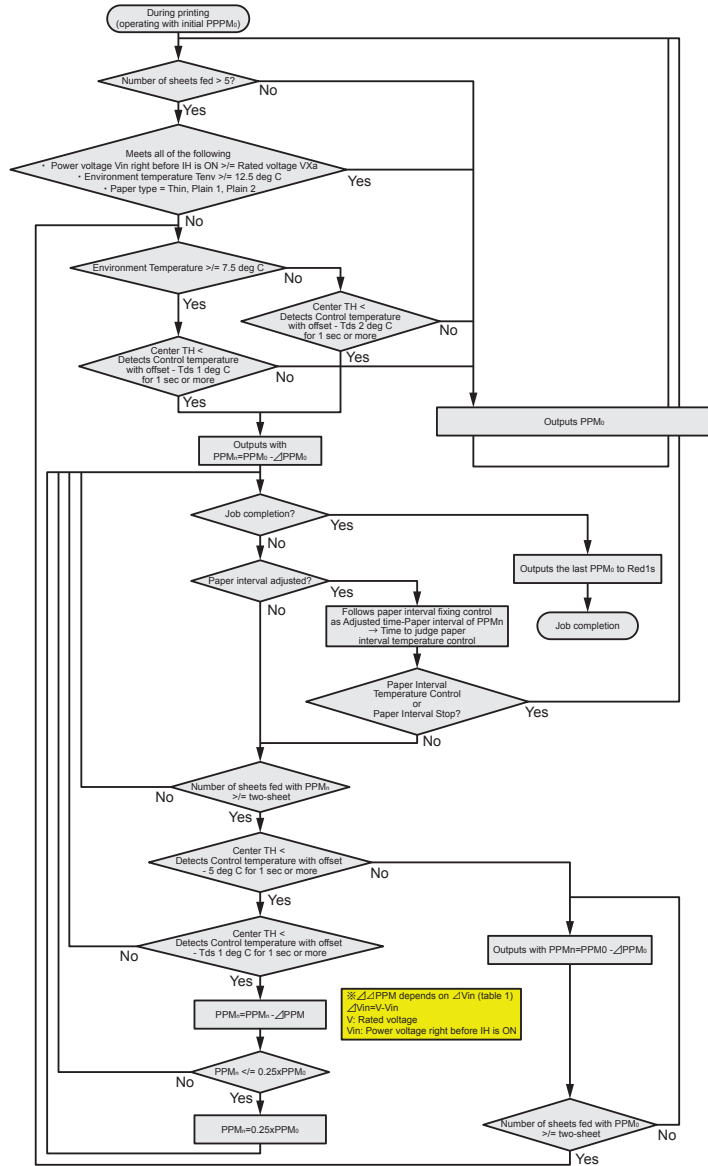 During printing
(operating with initial PPPM₀)
Number of sheets fed > 5?
No
Yes
Meets all of the following
・ Power voltage Vin right before IH is ON >/= Rated voltage VXa
・Environment temperature Tenv >/= 12.5 deg C
・Paper type = Thin, Plain 1, Plain 2
Yes
No
Environment Temperature >/= 7.5 deg C
No
Yes
Center TH <
Detects Control temperature
with offset - Tds 2 deg C
for 1 sec or more
No
Yes
Center TH <
Detects Control temperature
with offset - Tds 1 deg C
for 1 sec or more
No
Yes
Outputs PPM₀
Outputs with
PPMₙ=PPM₀ -⊿PPM₀
Job completion?
Yes
No
Outputs the last PPM₀ to Red1s
Job completion
Paper interval adjusted?
Yes
No
Follows paper interval fixing control
as Adjusted time-Paper interval of PPMn
→ Time to judge paper
interval temperature control
Paper Interval
Temperature Control
or
Paper Interval Stop?
Yes
No
Number of sheets fed with PPMₙ
>/= two-sheet
No
Yes
Center TH <
Detects Control temperature with offset
- 5 deg C for 1 sec or more
No
Yes
Center TH <
Detects Control temperature with offset
- Tds 1 deg C for 1 sec or more
No
Yes
Outputs with PPMn=PPM0 -⊿PPM₀
PPMₙ=PPMₙ -⊿PPM
※⊿⊿PPM depends on ⊿Vin (table 1)
⊿Vin=V-Vin
V: Rated voltage
Vin: Power voltage right before IH is ON
PPMₙ </= 0.25xPPM₀
No
Yes
PPMₙ=0.25xPPM₀
Number of sheets fed with PPM₀
>/= two-sheet
No
Yes